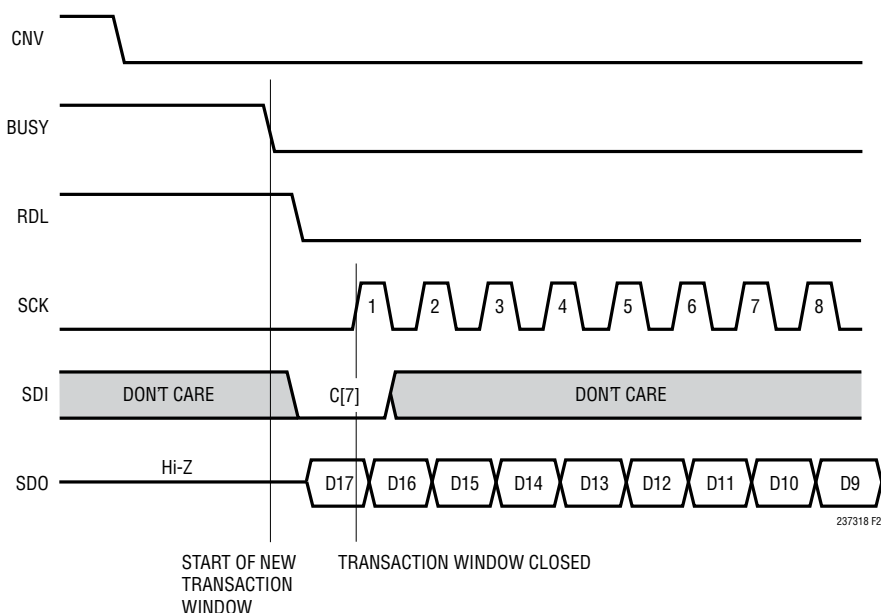 CNV
BUSY
RDL
SCK
1 2 3 4 5 6 7 8
SDI
DON'T CARE C[7] DON'T CARE
SDO
Hi-Z
D17 D16 D15 D14 D13 D12 D11 D10 D9
237318 F2
START OF NEW
TRANSACTION
WINDOW
TRANSACTION WINDOW CLOSED